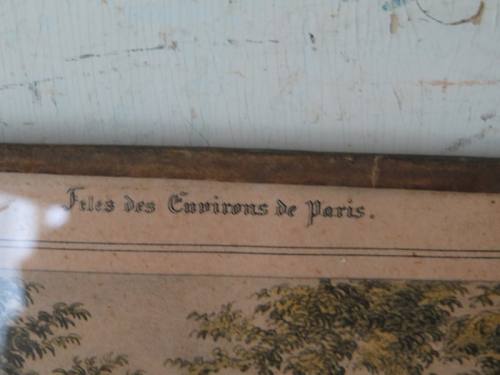 Fêtes des Environs de Paris.